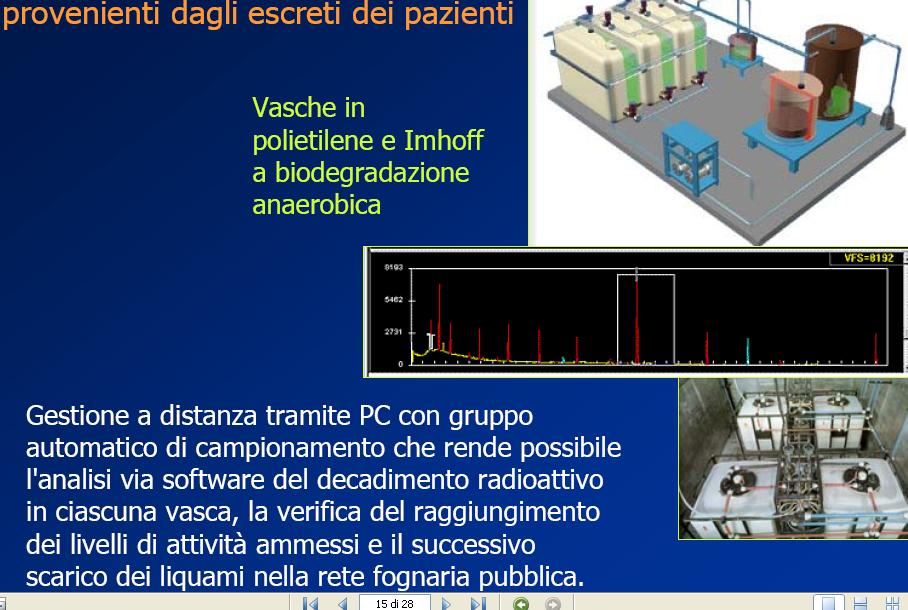 provenienti dagli escreti dei pazienti
Vasche in
polietilene e Imhoff
a biodegradazione
anaerobica
VFS=8192
8193
5462
2731
0
Gestione a distanza tramite PC con gruppo
automatico di campionamento che rende possibile
l'analisi via software del decadimento radioattivo
in ciascuna vasca, la verifica del raggiungimento
dei livelli di attività ammessi e il successivo
scarico dei liquami nella rete fognaria pubblica.
15 di 28